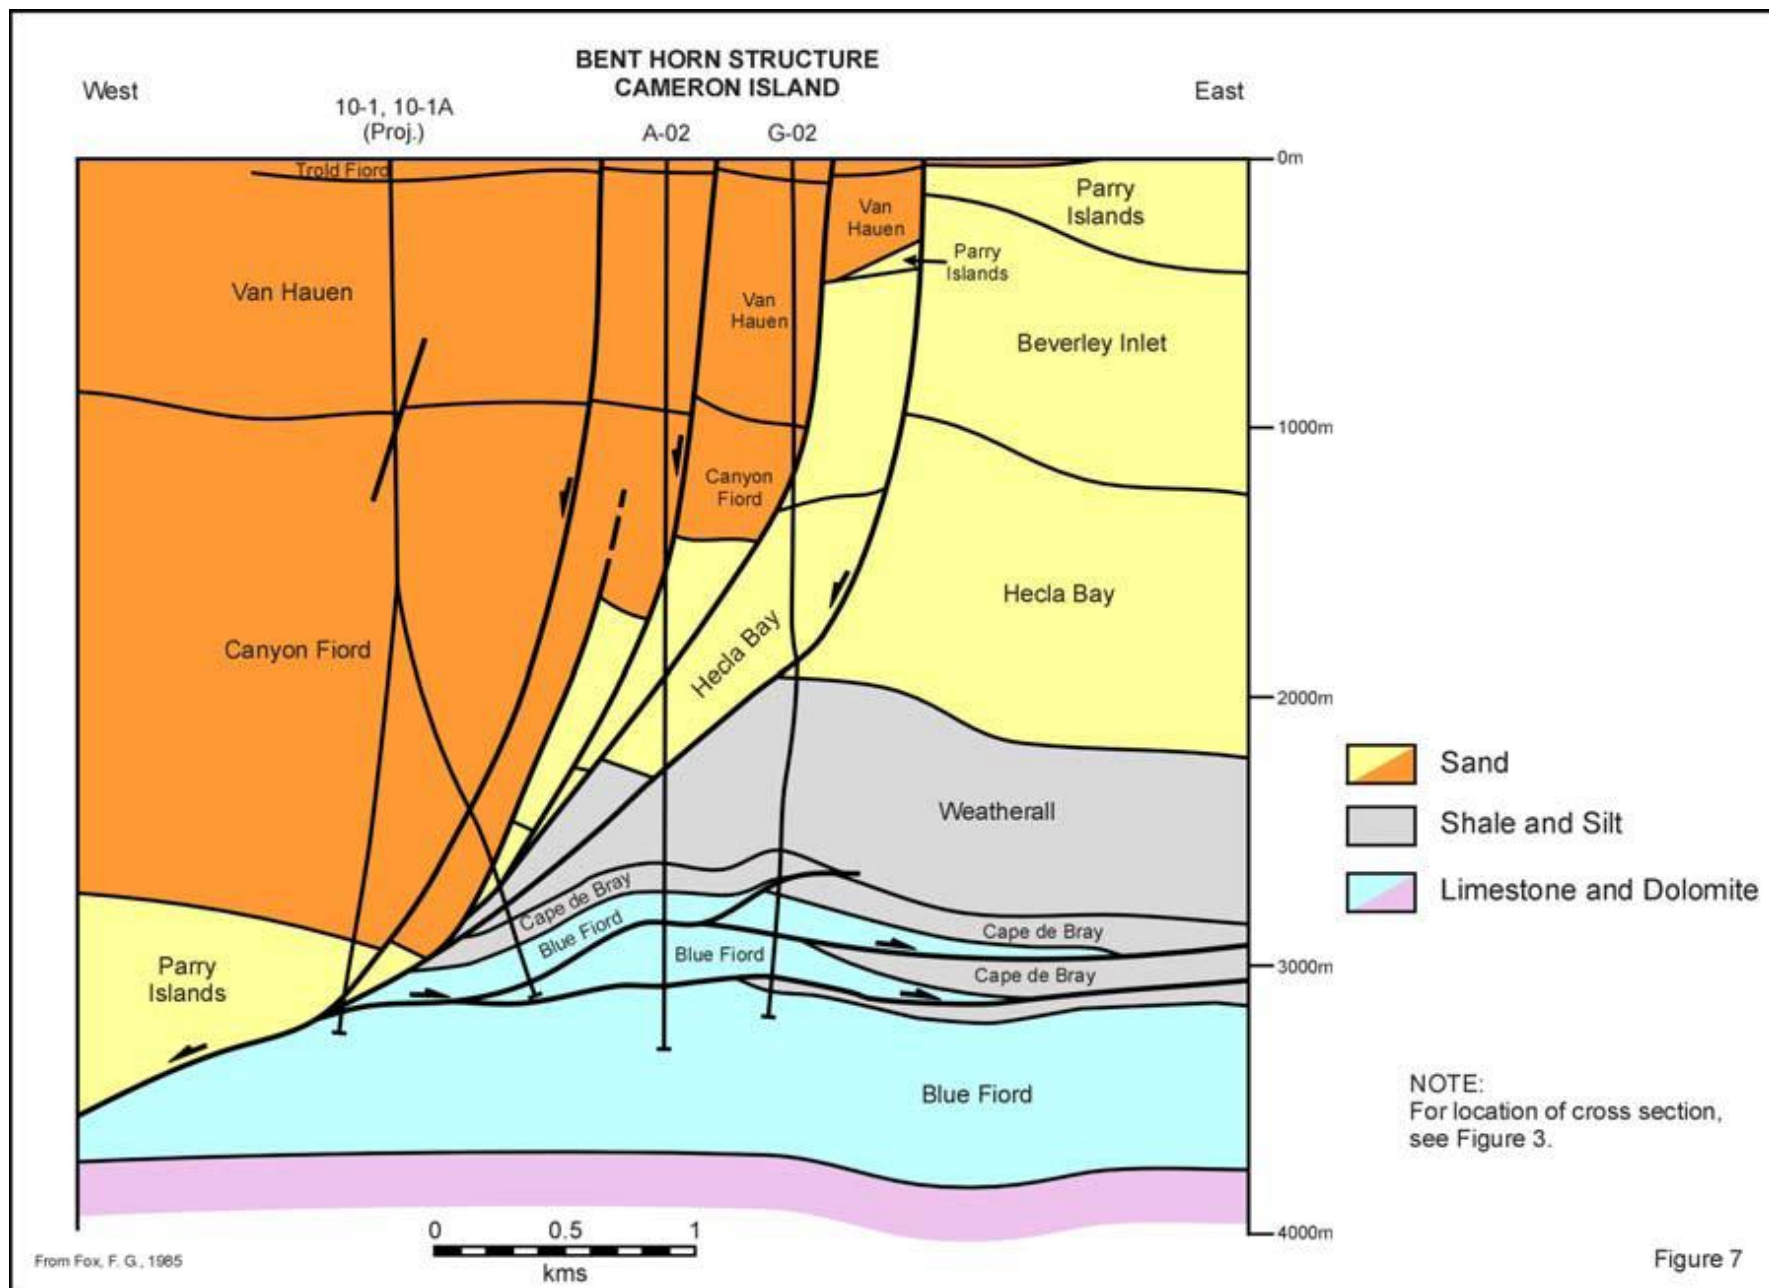 BENT HORN STRUCTURE
CAMERON ISLAND
West
East
10-1, 10-1A
(Proj.)
A-02
G-02
0m
Trold Fiord
Parry
Islands
Van
Hauen
Parry
Islands
Van Hauen
Van
Hauen
Beverley Inlet
1000m
Canyon
Fiord
Hecla Bay
Canyon Fiord
Hecla Bay
2000m
Weatherall
Sand
Shale and Silt
Limestone and Dolomite
Cape de Bray
Blue Fiord
Blue Fiord
Cape de Bray
Cape de Bray
3000m
Parry
Islands
Blue Fiord
NOTE:
For location of cross section,
see Figure 3.
0 0.5 1
kms
4000m
From Fox, F. G., 1985
Figure 7